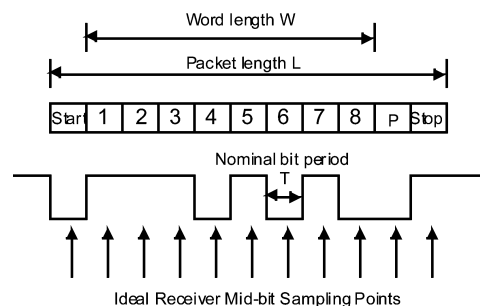 Word length W
Packet length L
Start 1 2 3 4 5 6 7 8 P Stop
Nominal bit period
T
Ideal Receiver Mid-bit Sampling Points